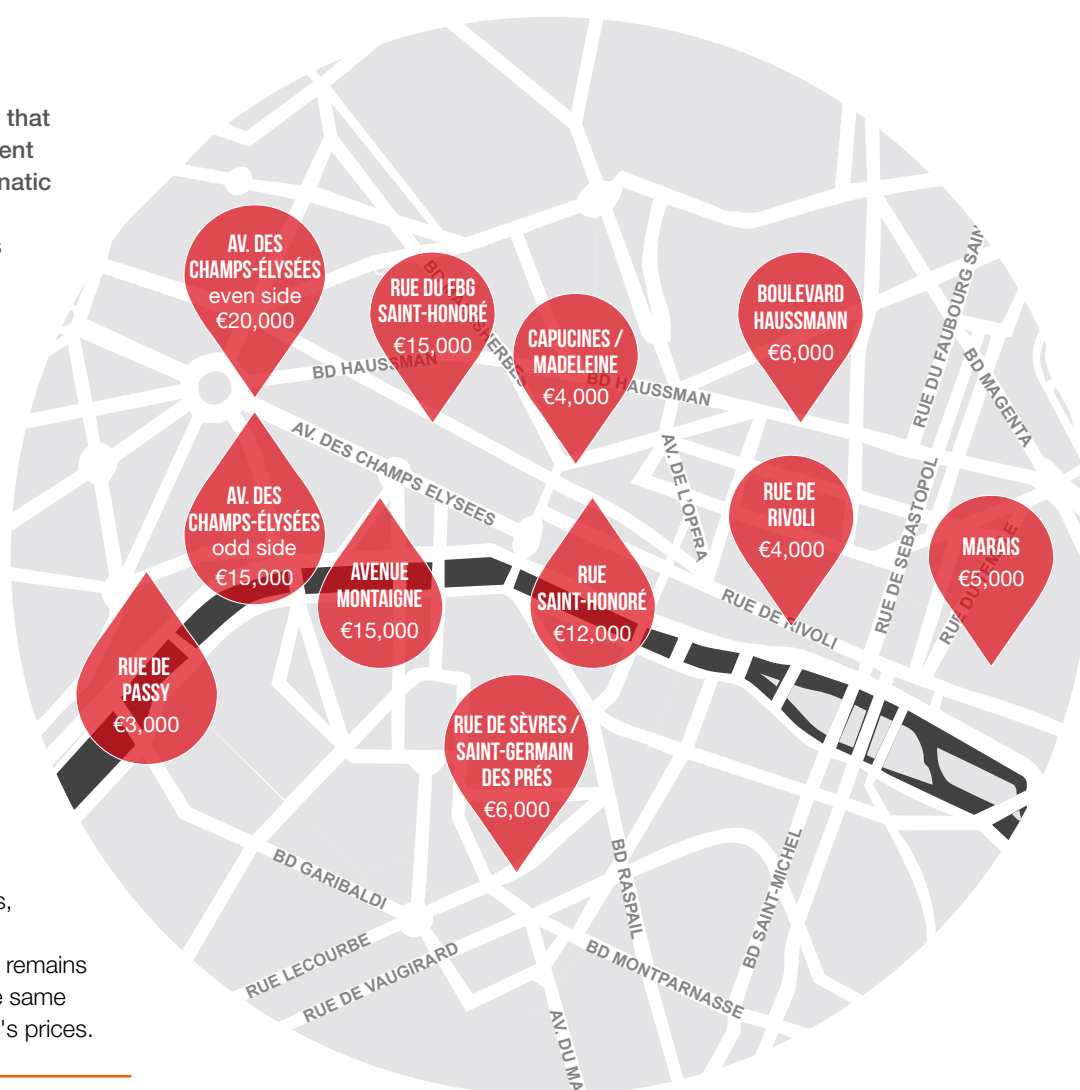 that
ent
natic
s
AV. DES
CHAMPS-ÉLYSÉES
even side
€20,000
RUE DU FBG
SAINT-HONORÉ
€15,000
CAPUCINES /
MADELEINE
€4,000
BOULEVARD
HAUSSMANN
€6,000
BD HAUSSMAN
BD HAUSSMAN
RUE DU FAUBOURG SAIN
BD MAGENTA
AV. DES CHAMPS ELYSEES
AV. DE L'OPFRA
AV. DES
CHAMPS-ÉLYSÉES
odd side
€15,000
AVENUE
MONTAIGNE
€15,000
RUE
SAINT-HONORÉ
€12,000
RUE DE
RIVOLI
€4,000
RUE DE SEBASTOPOL
MARAIS
€5,000
RUE DE RIVOLI
RUE DE
PASSY
€3,000
RUE DE SÈVRES /
SAINT-GERMAIN
DES PRÉS
€6,000
BD GARIBALDI
RUE LECOURBE
RUE DE VAUGIRARD
BD RASPAIL
BD SAINT-MICHEL
BD MONTPARNASSE
AV. DU MA
s,
remains
e same
's prices.